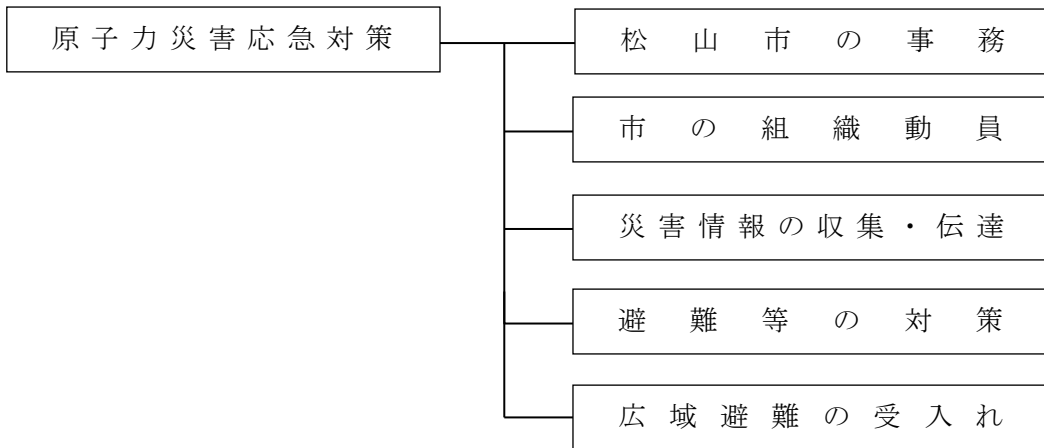 原子力災害応急対策
松山市の事務
市の組織動員
災害情報の収集・伝達
避難等の対策
広域避難の受入れ